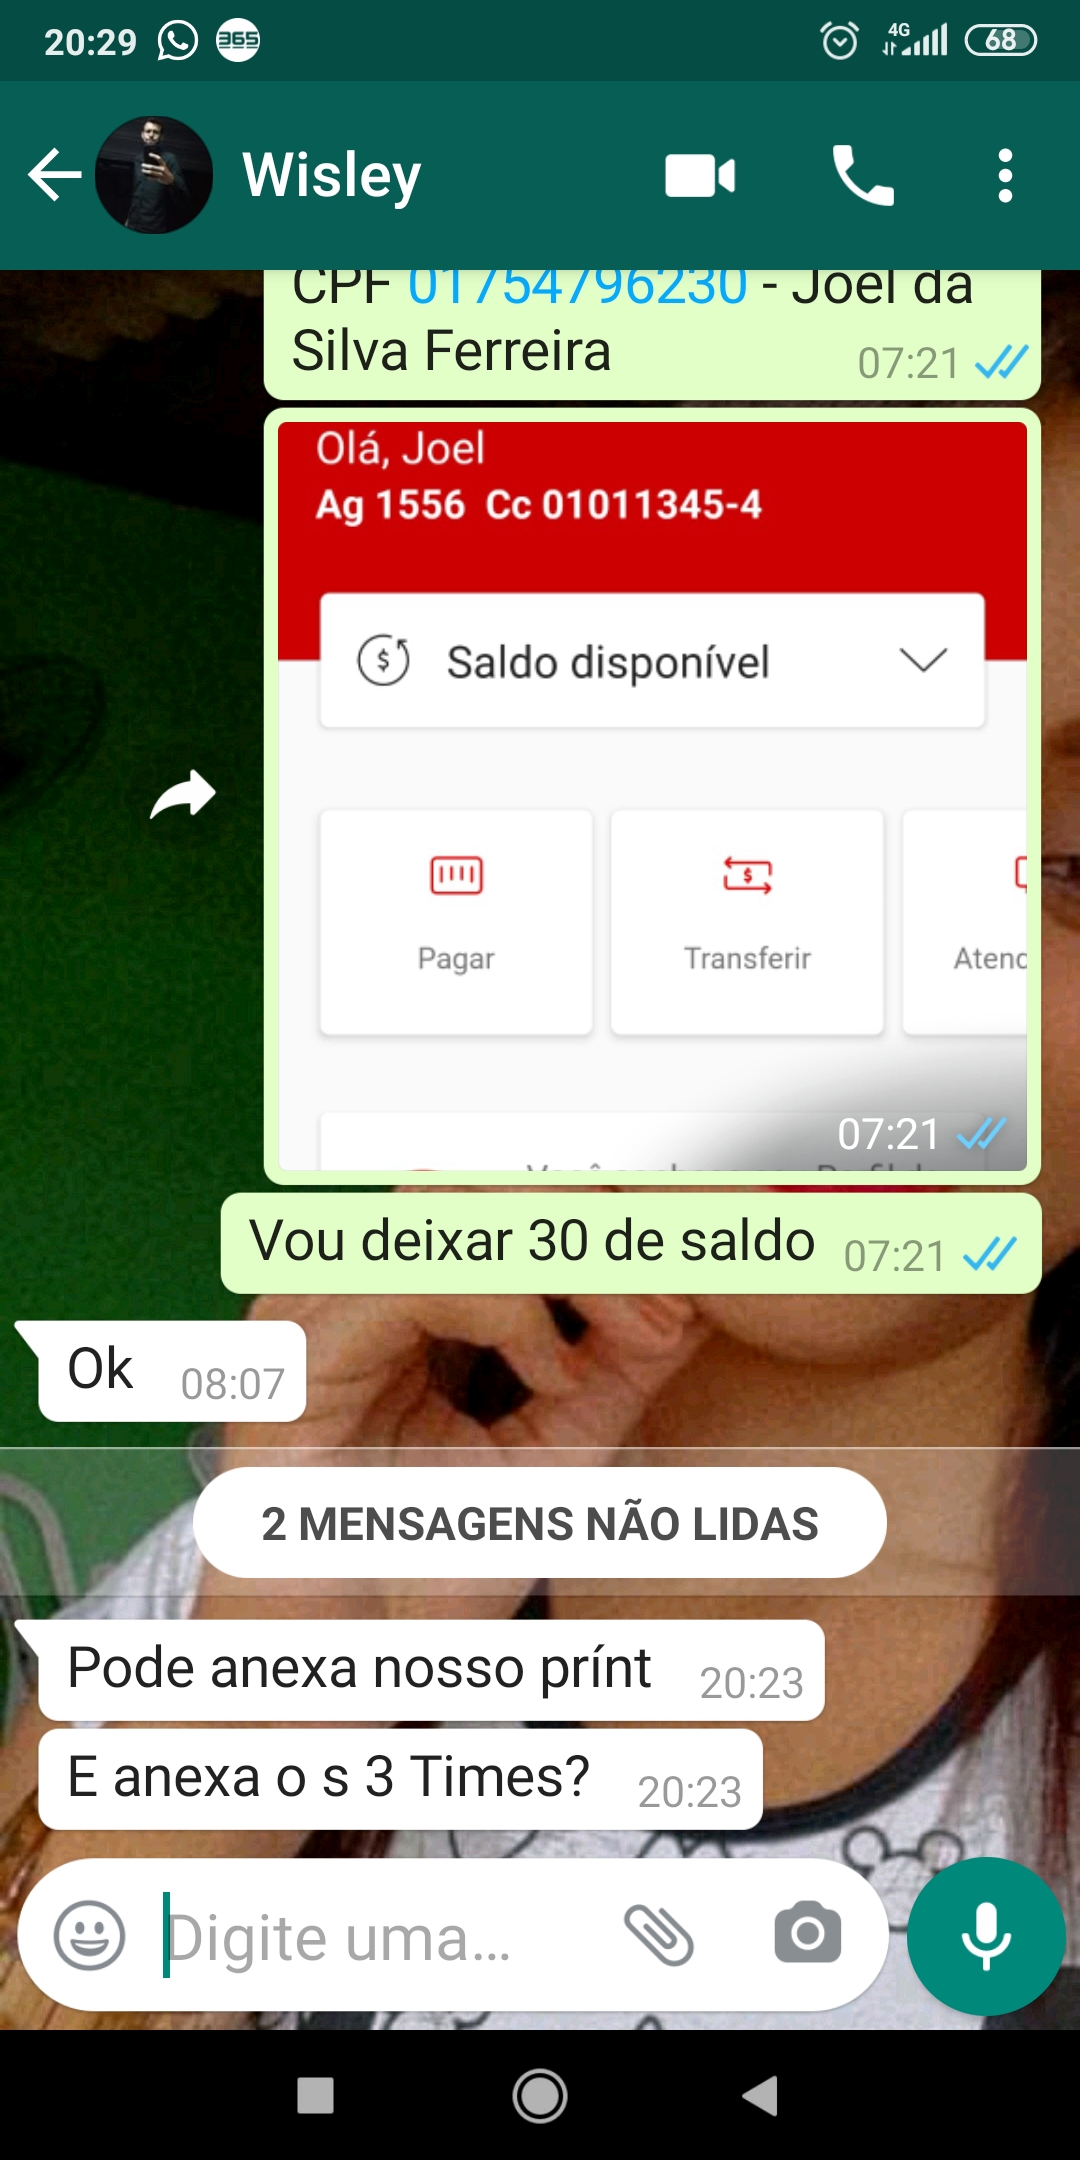 20:29
365
4G
68
Wisley
CPF 01754796230 - Joel da
Silva Ferreira
07:21
Olá, Joel
Ag 1556 Cc 01011345-4
Saldo disponível
Pagar
Transferir
Atend
07:21
Vou deixar 30 de saldo
07:21
Ok
08:07
2 MENSAGENS NÃO LIDAS
Pode anexa nosso prínt
20:23
E anexa o s 3 Times?
20:23
Digite uma...